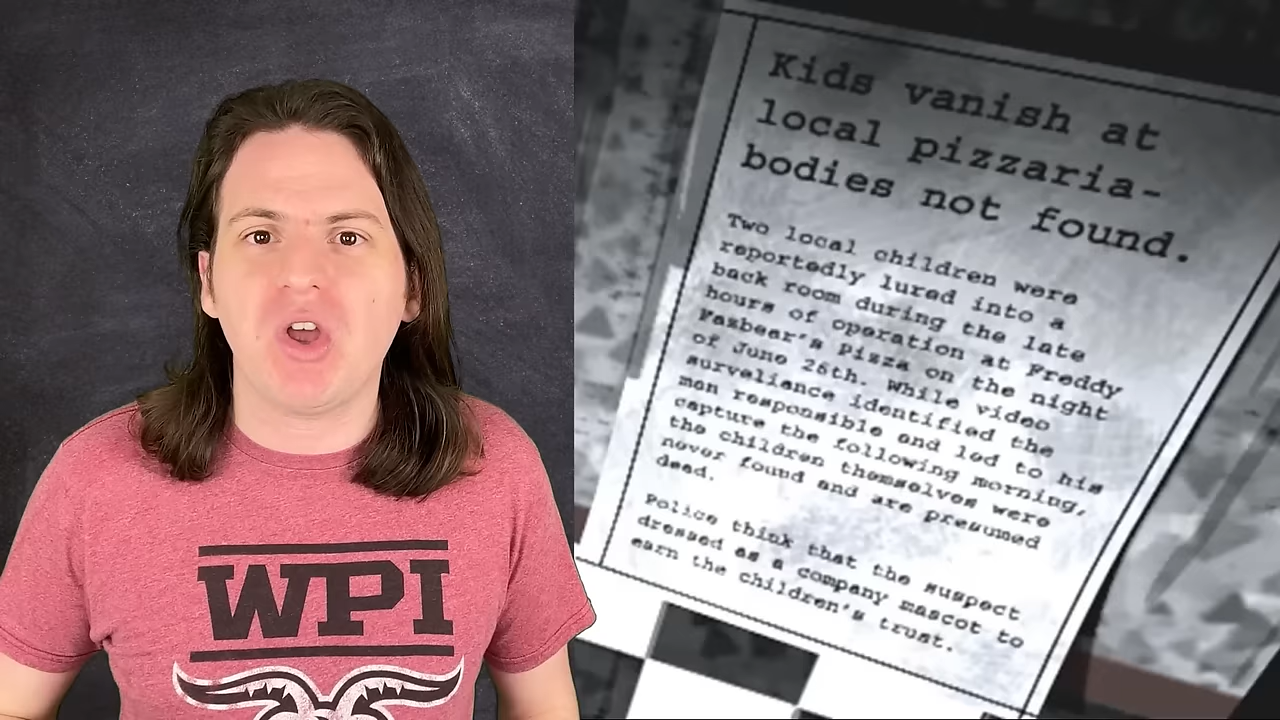 WPI
Kids vanish at
local pizzaria-
bodies not found.
Two local children were
reportedly lured into a
back room during the late
hours of operation at Freddy
Fazbear's Pizza on the night
of June 26th. While video
surveliance identified the
man responsible and led to his
capture the following morning,
the children themselves were
never found and are presumed
dead.
Police think that the suspect
dressed as a company mascot to
earn the children's trust.